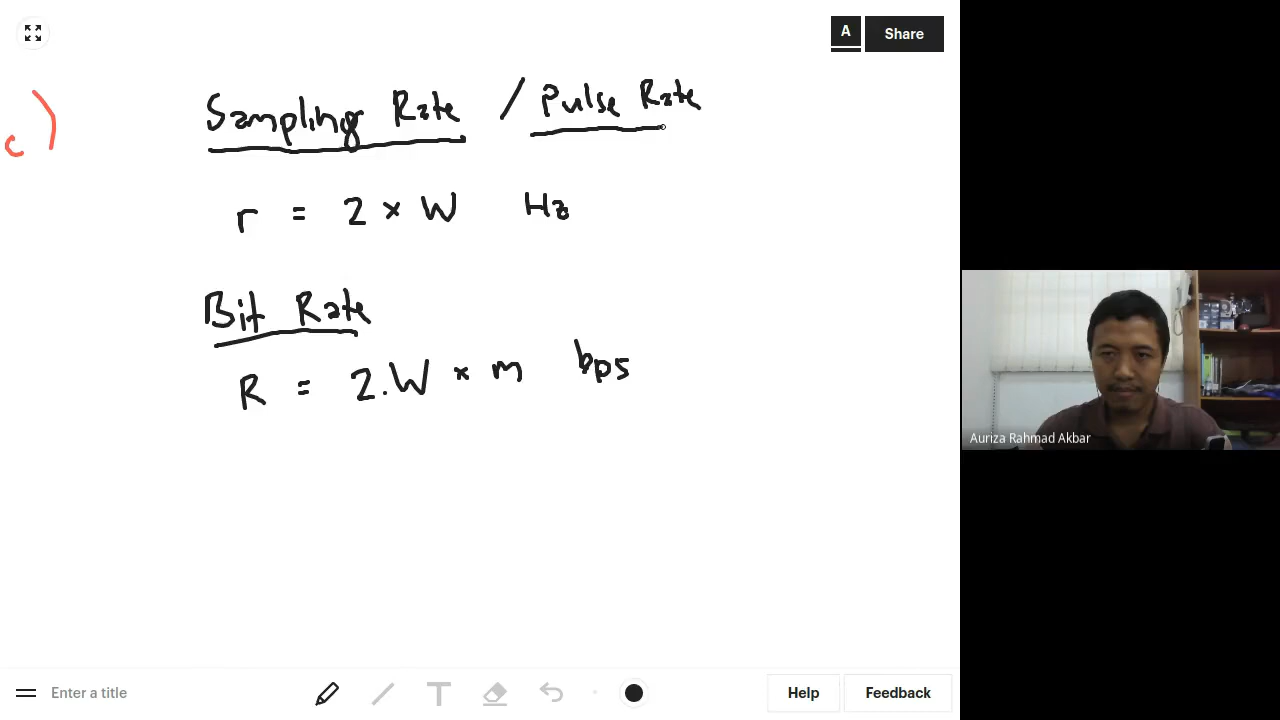 A Share
c)
Sampling Rate / Pulse Rate
r = 2 × W Hz
Bit Rate
R = 2.W × m bps
Auriza Rahmad Akbar
Enter a title
T
Help Feedback